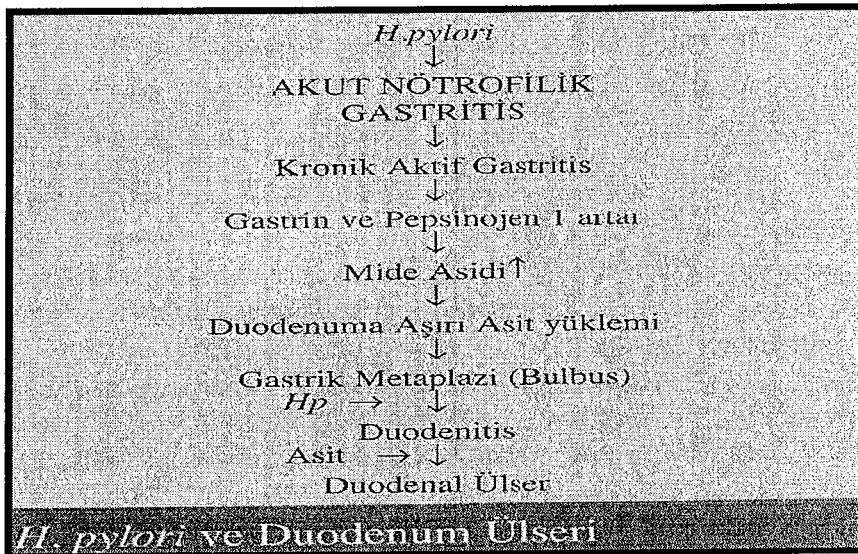 H.pylori
↓
AKUT NÖTROFİLİK
GASTRİTİS
↓
Kronik Aktif Gastritis
↓
Gastrin ve Pepsinojen 1 artar
↓
Mide Asidi↑
↓
Duodenuma Aşırı Asit yüklemi
↓
Gastrik Metaplazi (Bulbus)
Hp → ↓
Duodenitis
Asit → ↓
Duodenal Ülser
H. pylori ve Duodenum Ülseri